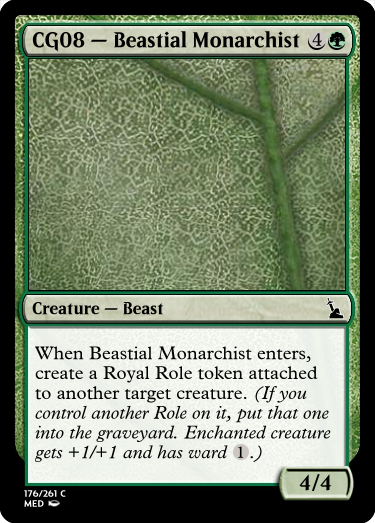 CG08 — Beastial Monarchist 4
Creature — Beast
When Beastial Monarchist enters,
create a Royal Role token attached
to another target creature. (If you
control another Role on it, put that one
into the graveyard. Enchanted creature
gets +1/+1 and has ward 1.)
4/4
176/261 C
MED